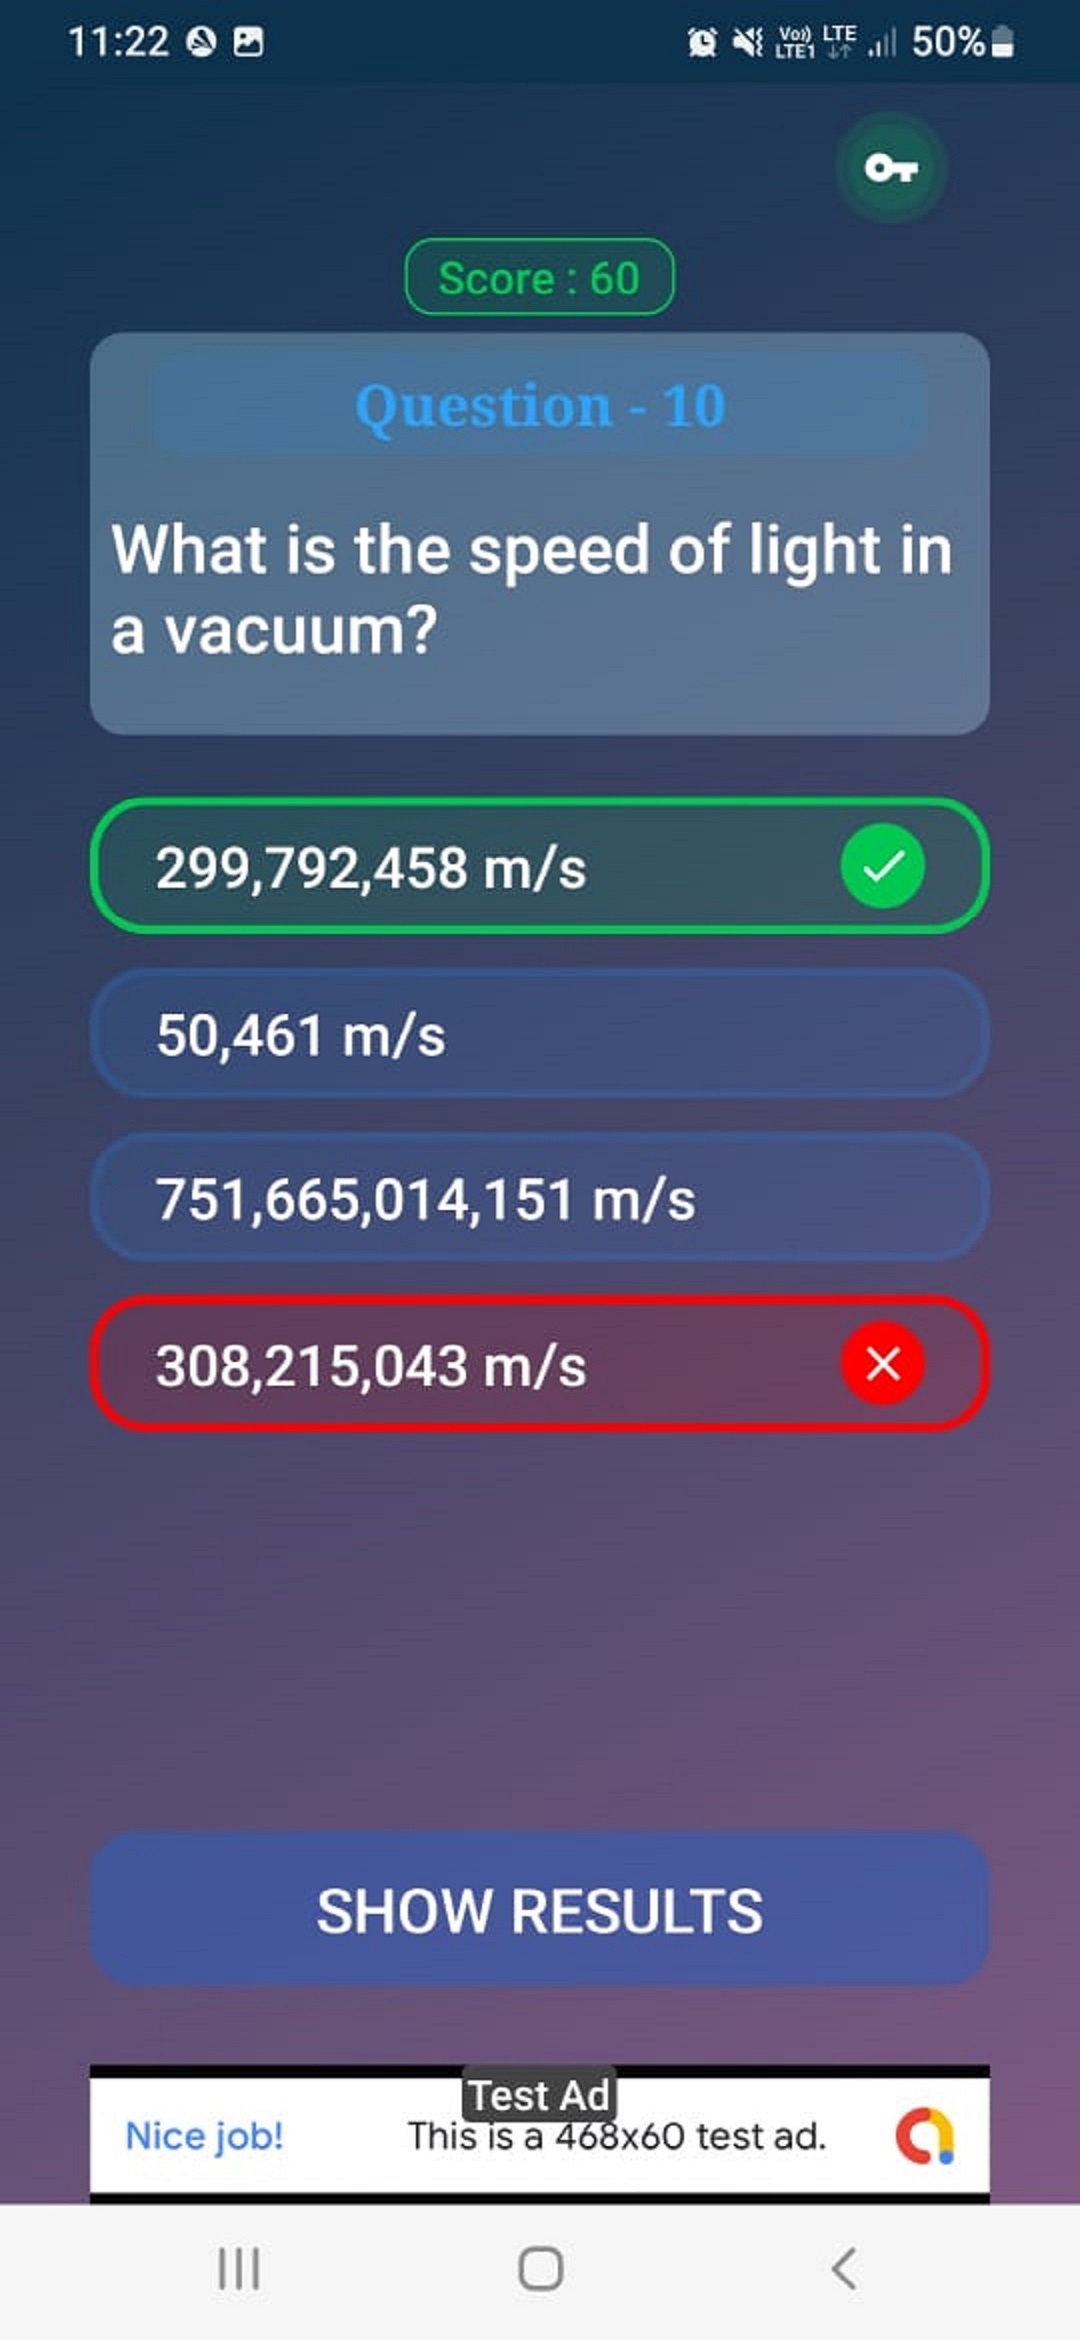 11:22 Vo)) LTE1 LTE 50%
Score : 60
Question - 10
What is the speed of light in
a vacuum?
299,792,458 m/s
50,461 m/s
751,665,014,151 m/s
308,215,043 m/s
SHOW RESULTS
Test Ad
Nice job! This is a 468x60 test ad.